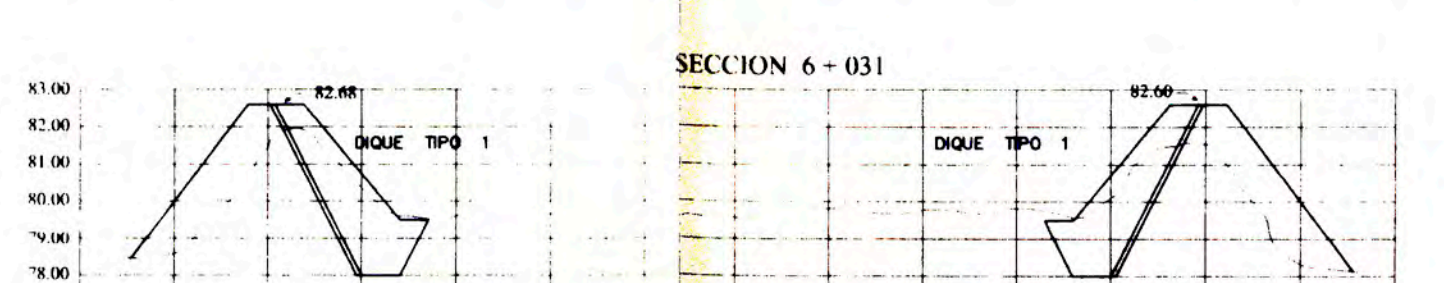 SECCION 6 + 031
83.00
82.68
82.60
82.00
DIQUE TIPO 1
DIQUE TIPO 1
81.00
80.00
79.00
78.00